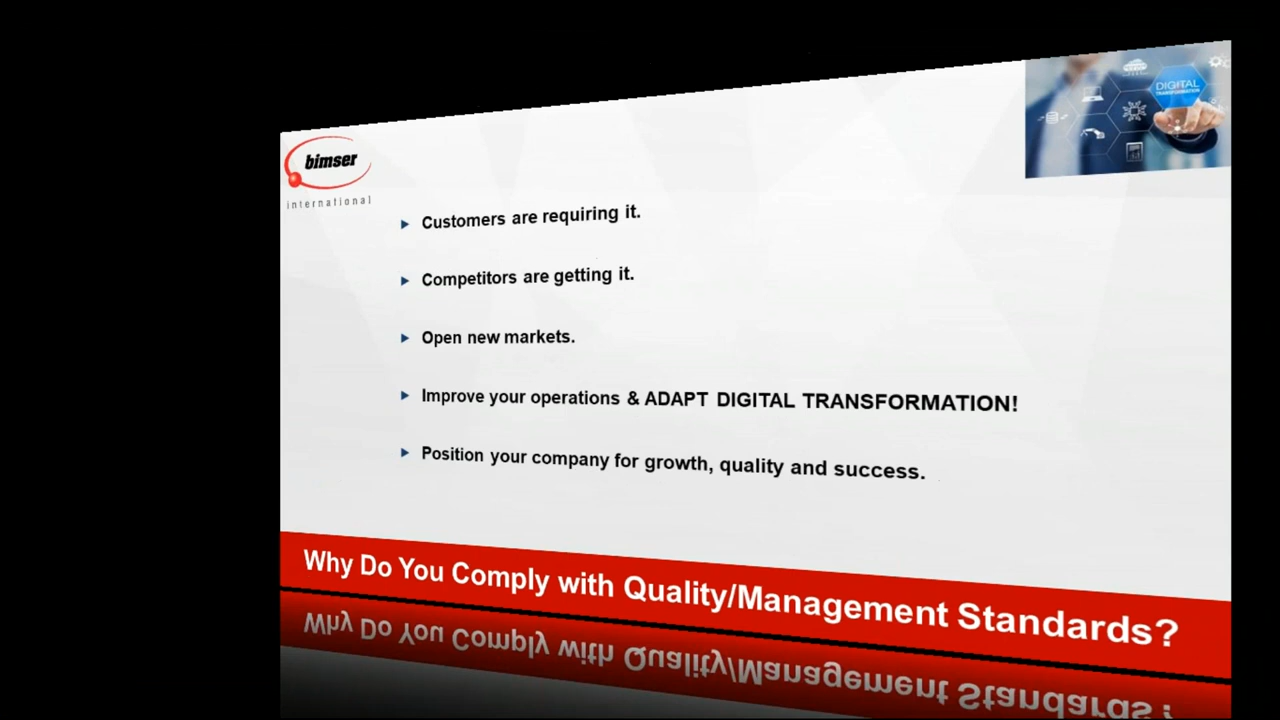 bimser
international
DIGITAL
TRANSFORMATION
Customers are requiring it.
Competitors are getting it.
Open new markets.
Improve your operations & ADAPT DIGITAL TRANSFORMATION!
Position your company for growth, quality and success.
Why Do You Comply with Quality/Management Standards?